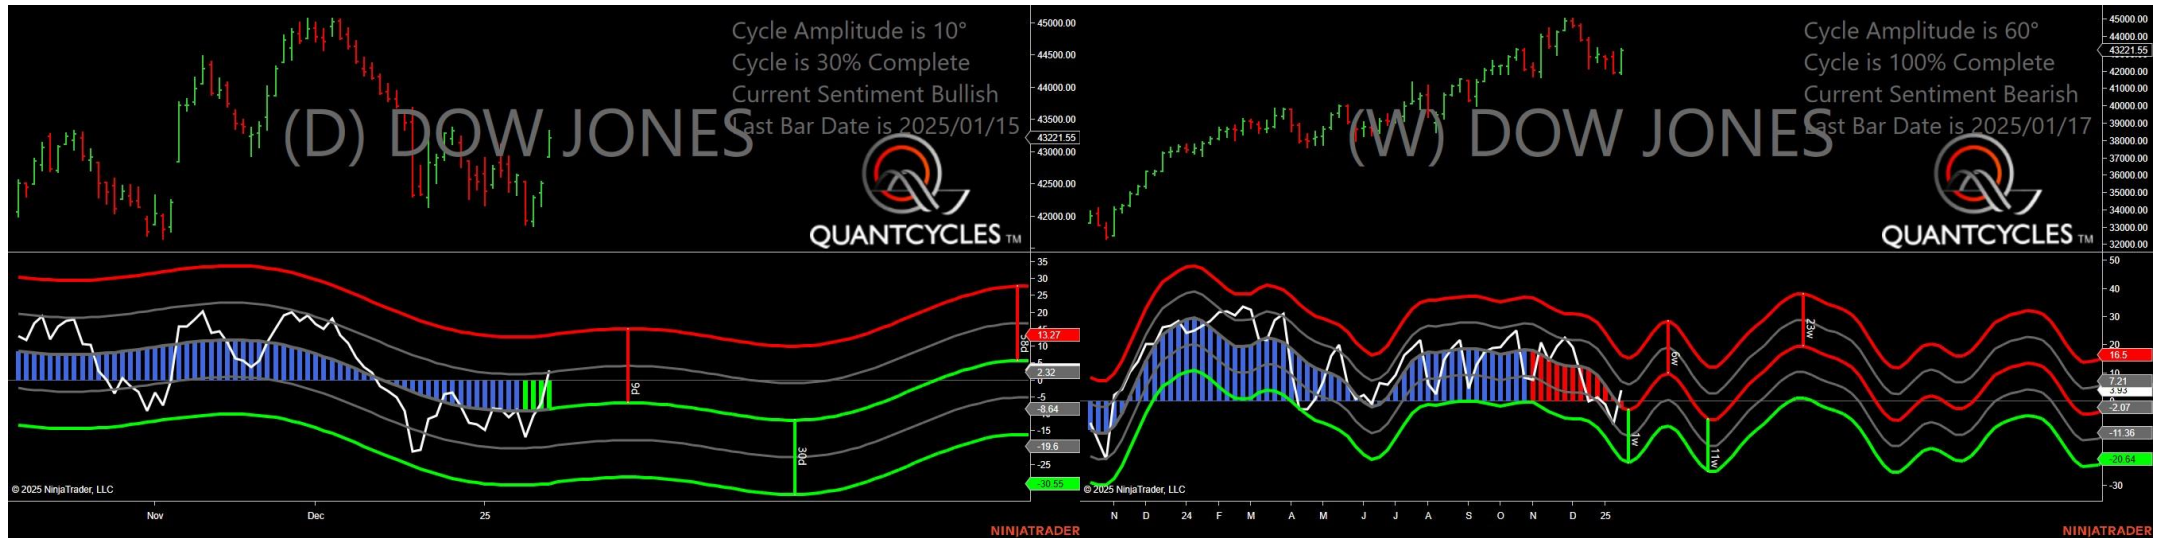 Cycle Amplitude is 10°
Cycle is 30% Complete
Current Sentiment Bullish
Last Bar Date is 2025/01/15
(D) DOW JONES
QUANTCYCLES TM
45000.00
44500.00
44000.00
43500.00
43221.55
43000.00
42500.00
42000.00
35
30
25
20
15
13.27
10
5
2.32
0
-5
-8.64
-15
-19.6
-25
-30.55
9d
30d
58d
© 2025 NinjaTrader, LLC
Nov
Dec
25
NINJATRADER
Cycle Amplitude is 60°
Cycle is 100% Complete
Current Sentiment Bearish
Last Bar Date is 2025/01/17
(W) DOW JONES
QUANTCYCLES TM
45000.00
44000.00
43221.55
42000.00
41000.00
40000.00
39000.00
38000.00
37000.00
36000.00
35000.00
34000.00
33000.00
32000.00
50
40
30
20
16.5
10
7.21
3.93
-2.07
-11.36
-20.64
-30
1w
6w
11w
23w
© 2025 NinjaTrader, LLC
N D 24 F M A M J J A S O N D 25
NINJATRADER